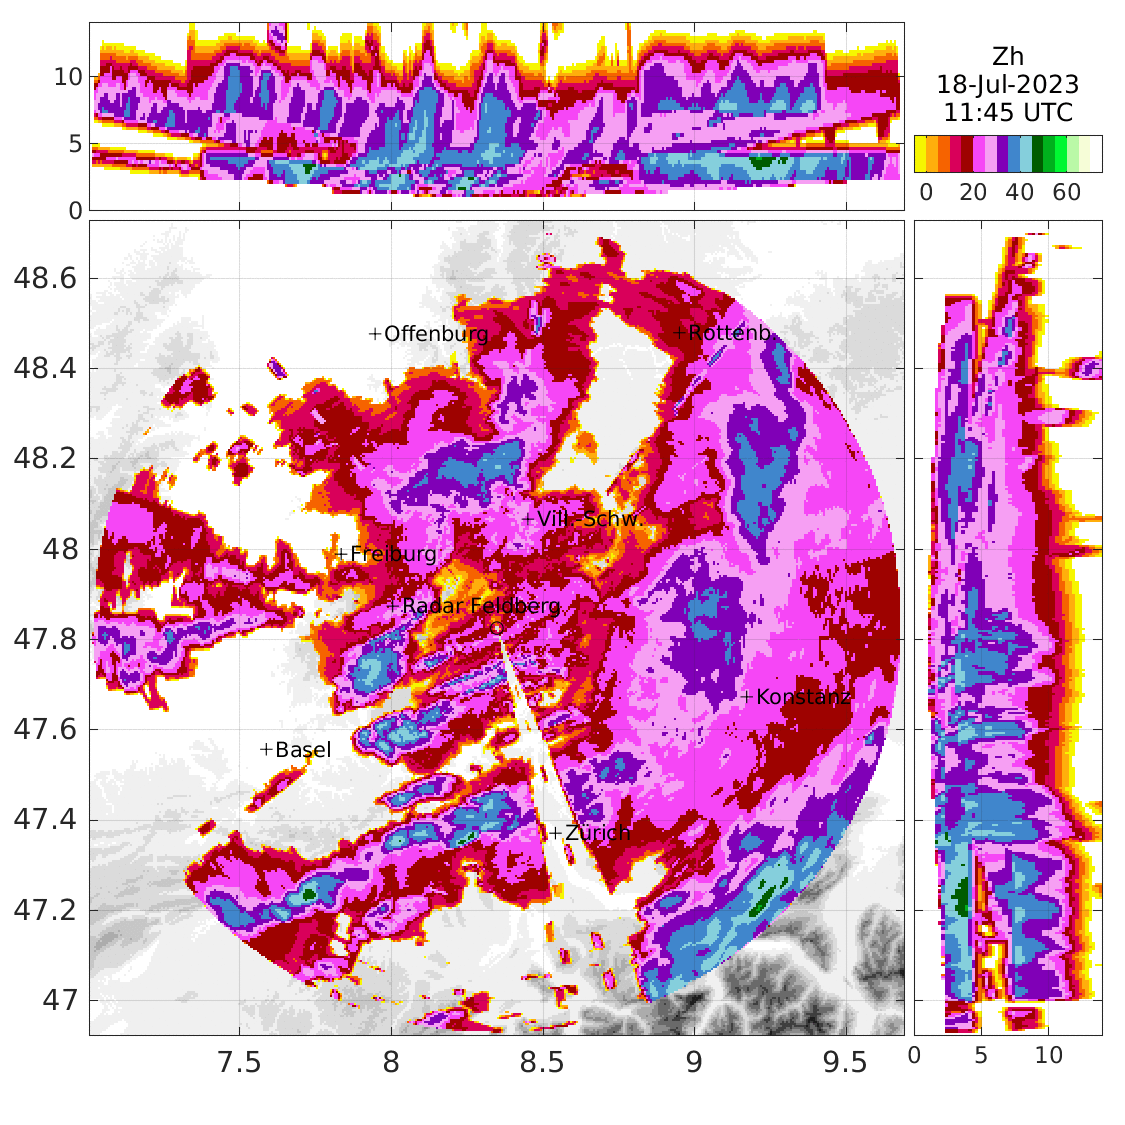 10
5
0
Zh
18-Jul-2023
11:45 UTC
0 20 40 60
48.6
48.4
48.2
48
47.8
47.6
47.4
47.2
47
+Offenburg
+Rottenb.
+Vill.-Schw.
+Freiburg
+Radar Feldberg
+Konstanz
+Basel
+Zürich
7.5 8 8.5 9 9.5
0 5 10